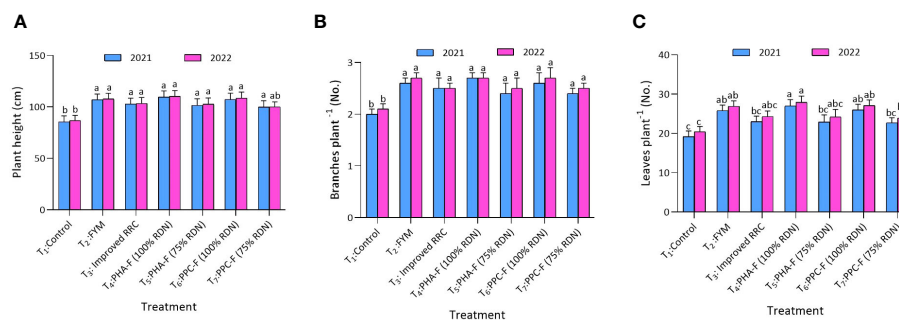 A
2021 2022
150
100
50
0
Plant height (cm)
b b a a a a a a a a a a a ab
T1:Control
T2:FYM
T3: Improved RRC
T4:PHA-F (100% RDN)
T5:PHA-F (75% RDN)
T6:PPC-F (100% RDN)
T7:PPC-F (75% RDN)
Treatment
B
2021 2022
3
2
1
0
Branches plant-1 (No.)
b b a a a a a a a a a a a a
T1:Control
T2:FYM
T3: Improved RRC
T4:PHA-F (100% RDN)
T5:PHA-F (75% RDN)
T6:PPC-F (100% RDN)
T7:PPC-F (75% RDN)
Treatment
C
2021 2022
40
30
20
10
0
Leaves plant-1 (No.)
c c ab ab bc abc a a bc abc ab ab bc
T1:Control
T2:FYM
T3: Improved RRC
T4:PHA-F (100% RDN)
T5:PHA-F (75% RDN)
T6:PPC-F (100% RDN)
T7:PPC-F (75% RDN)
Treatment